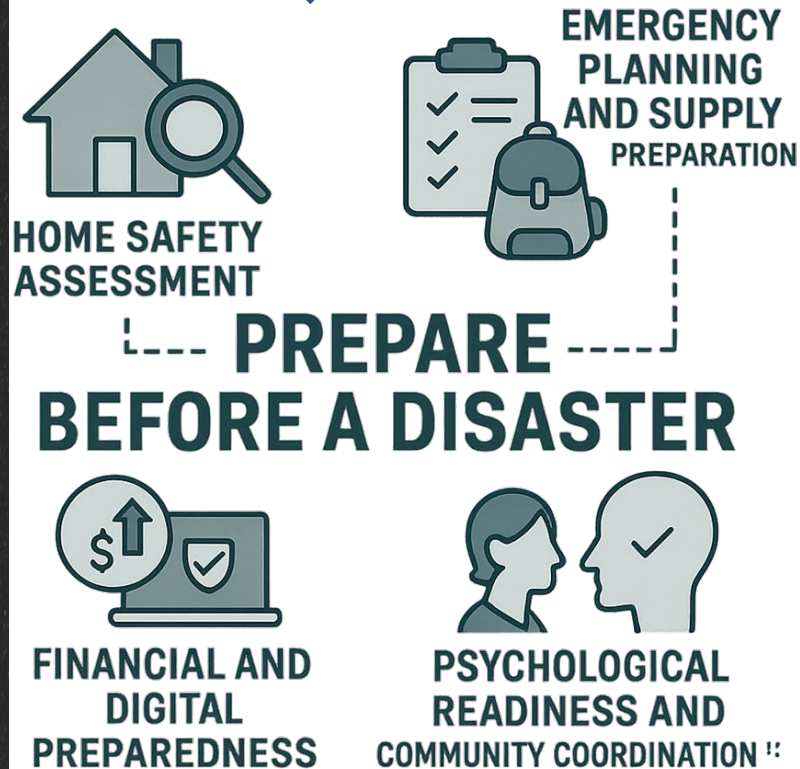 EMERGENCY
PLANNING
AND SUPPLY
PREPARATION
HOME SAFETY
ASSESSMENT
PREPARE
BEFORE A DISASTER
$
FINANCIAL AND
DIGITAL
PREPAREDNESS
PSYCHOLOGICAL
READINESS AND
COMMUNITY COORDINATION